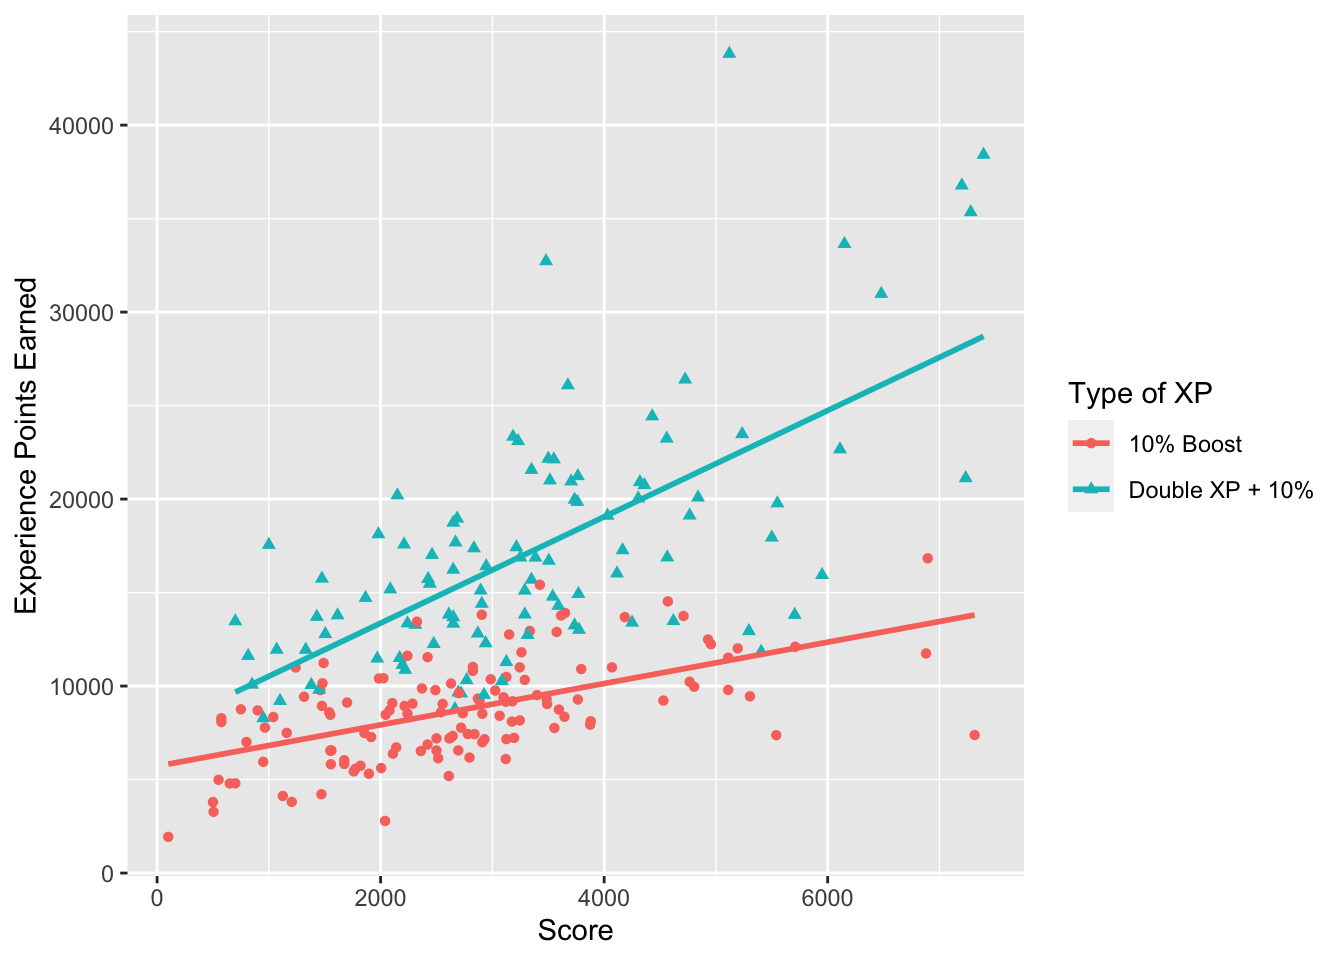 40000
30000
20000
10000
0
0 2000 4000 6000
Score
Experience Points Earned
Type of XP
10% Boost
Double XP + 10%